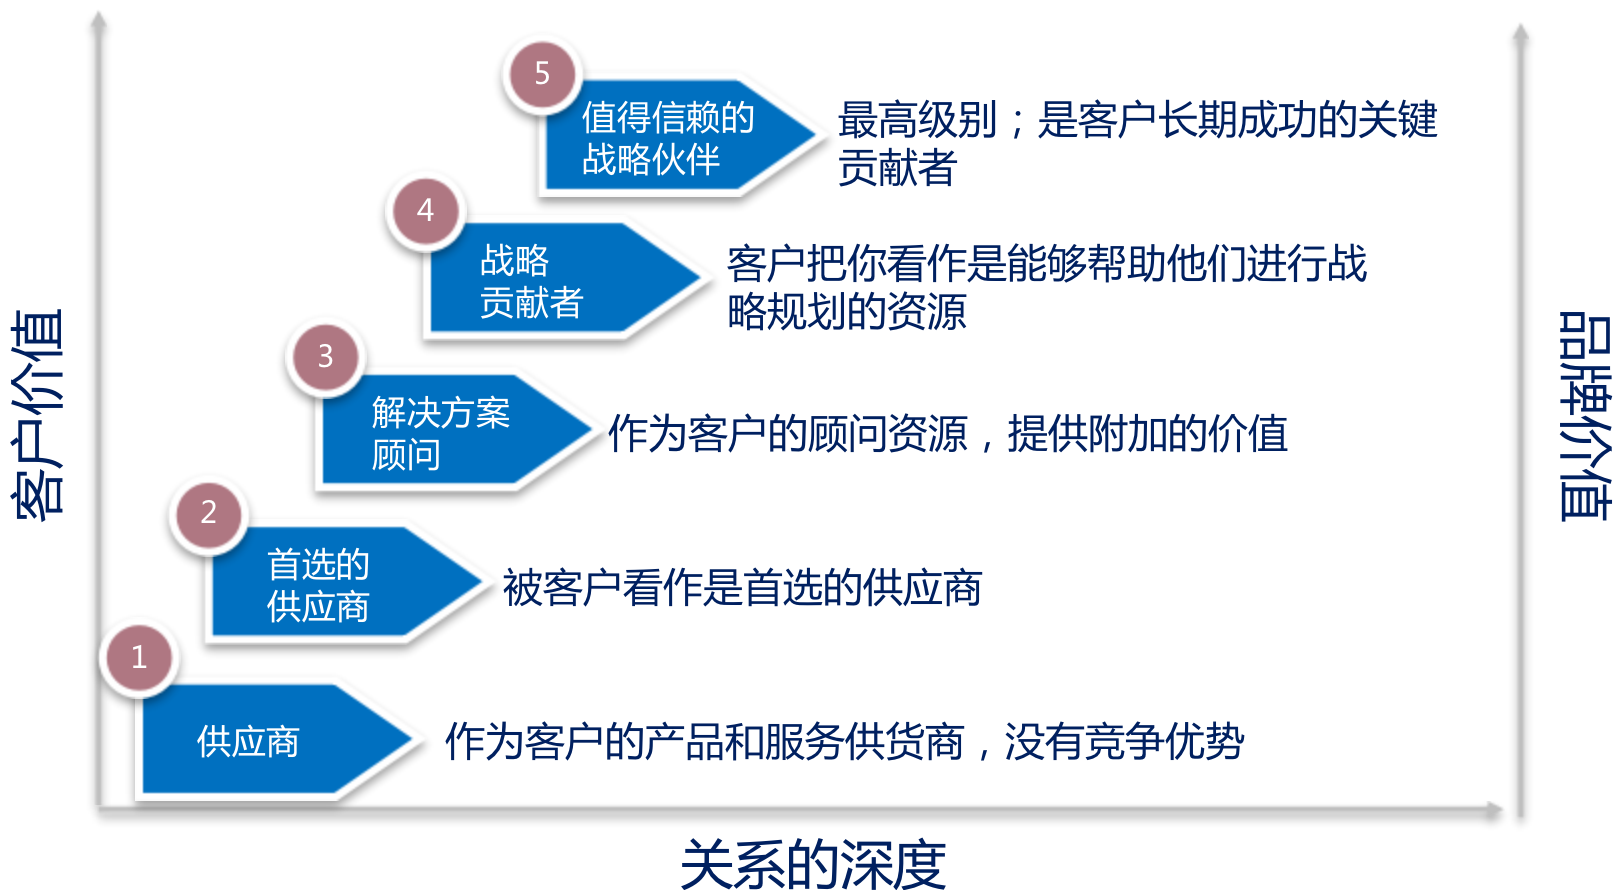 5
值得信赖的
战略伙伴
最高级别；是客户长期成功的关键
贡献者
4
战略
贡献者
客户把你看作是能够帮助他们进行战
略规划的资源
3
解决方案
顾问
作为客户的顾问资源，提供附加的价值
2
首选的
供应商
被客户看作是首选的供应商
1
供应商
作为客户的产品和服务供货商，没有竞争优势
客户价值
品牌价值
关系的深度